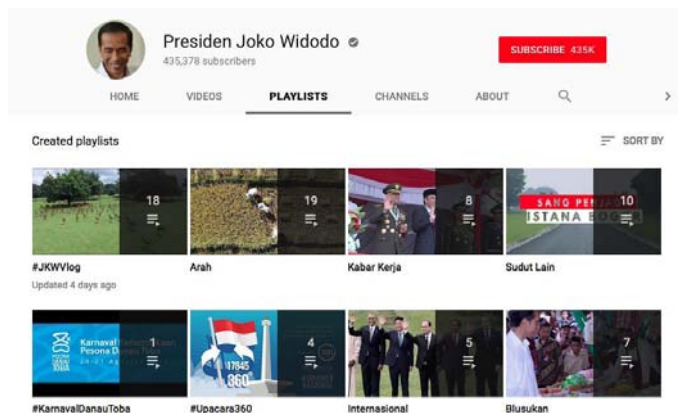 Presiden Joko Widodo
435,378 subscribers
SUBSCRIBE 435K
HOME VIDEOS PLAYLISTS CHANNELS ABOUT
Created playlists
SORT BY
18 19 8 10
SANG PENJAGA
ISTANA BOGOR
#JKWVlog Arah Kabar Kerja Sudut Lain
Updated 4 days ago
1 4 5 7
Karnaval
Pesona Danau Toba
17845
360°
#KarnavalDanauToba #Upacara360 Internasional Blusukan